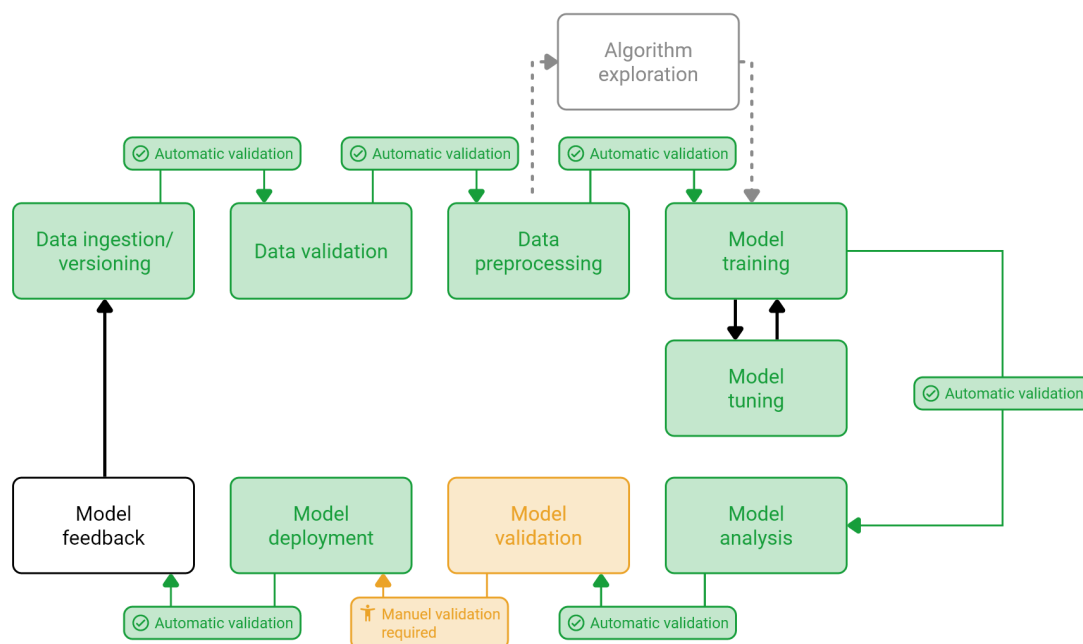 Algorithm
exploration
Automatic validation
Automatic validation
Automatic validation
Data ingestion/
versioning
Data validation
Data
preprocessing
Model
training
Model
tuning
Automatic validation
Model
feedback
Model
deployment
Model
validation
Model
analysis
Automatic validation
Manuel validation
required
Automatic validation